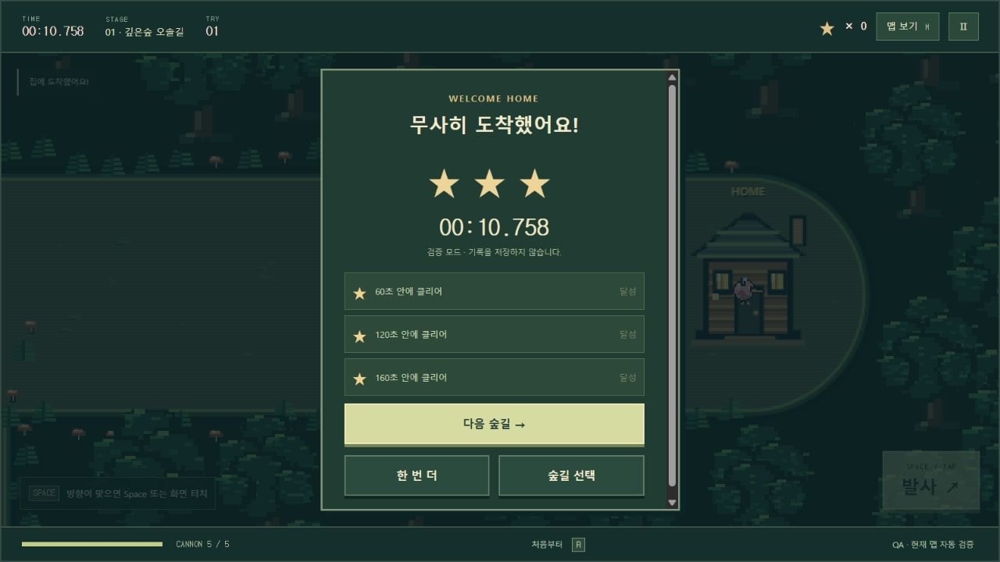 TIME
00:10.758
STAGE
01 · 깊은숲 오솔길
TRY
01
★ × 0
맵 보기 M
II
집에 도착했어요!
WELCOME HOME
무사히 도착했어요!
★ ★ ★
00:10.758
검증 모드 · 기록을 저장하지 않습니다.
★ 60초 안에 클리어 달성
★ 120초 안에 클리어 달성
★ 160초 안에 클리어 달성
다음 숲길 →
한 번 더
숲길 선택
HOME
SPACE 방향이 맞으면 Space 또는 화면 터치
SPACE / TAP
발사 ↗
CANNON 5 / 5
처음부터 R
QA · 현재 맵 자동 검증